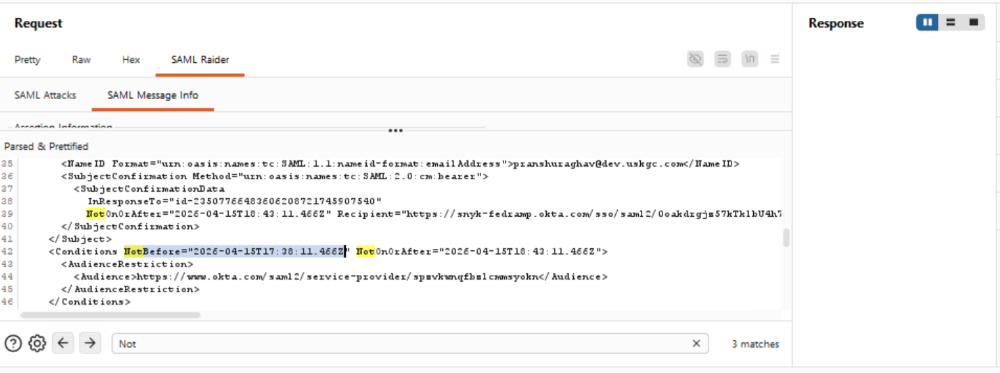 Request
Response
Pretty Raw Hex SAML Raider \n
SAML Attacks SAML Message Info
Assertion Information
Parsed & Prettified
35 <NameID Format="urn:oasis:names:tc:SAML:1.1:nameid-format:emailAddress">pranshuraghav@dev.uskgc.com</NameID>
36 <SubjectConfirmation Method="urn:oasis:names:tc:SAML:2.0:cm:bearer">
37 <SubjectConfirmationData
38 InResponseTo="id-23507766483606208721745907540"
39 NotOnOrAfter="2026-04-15T18:43:11.466Z" Recipient="https://snyk-fedramp.okta.com/sso/saml2/0oakdrgjs57kTk1bU4h7
40 </SubjectConfirmation>
41 </Subject>
42 <Conditions NotBefore="2026-04-15T17:38:11.466Z" NotOnOrAfter="2026-04-15T18:43:11.466Z">
43 <AudienceRestriction>
44 <Audience>https://www.okta.com/saml2/service-provider/spsvkwnqfbslcmmsyokn</Audience>
45 </AudienceRestriction>
46 </Conditions>
Not 3 matches